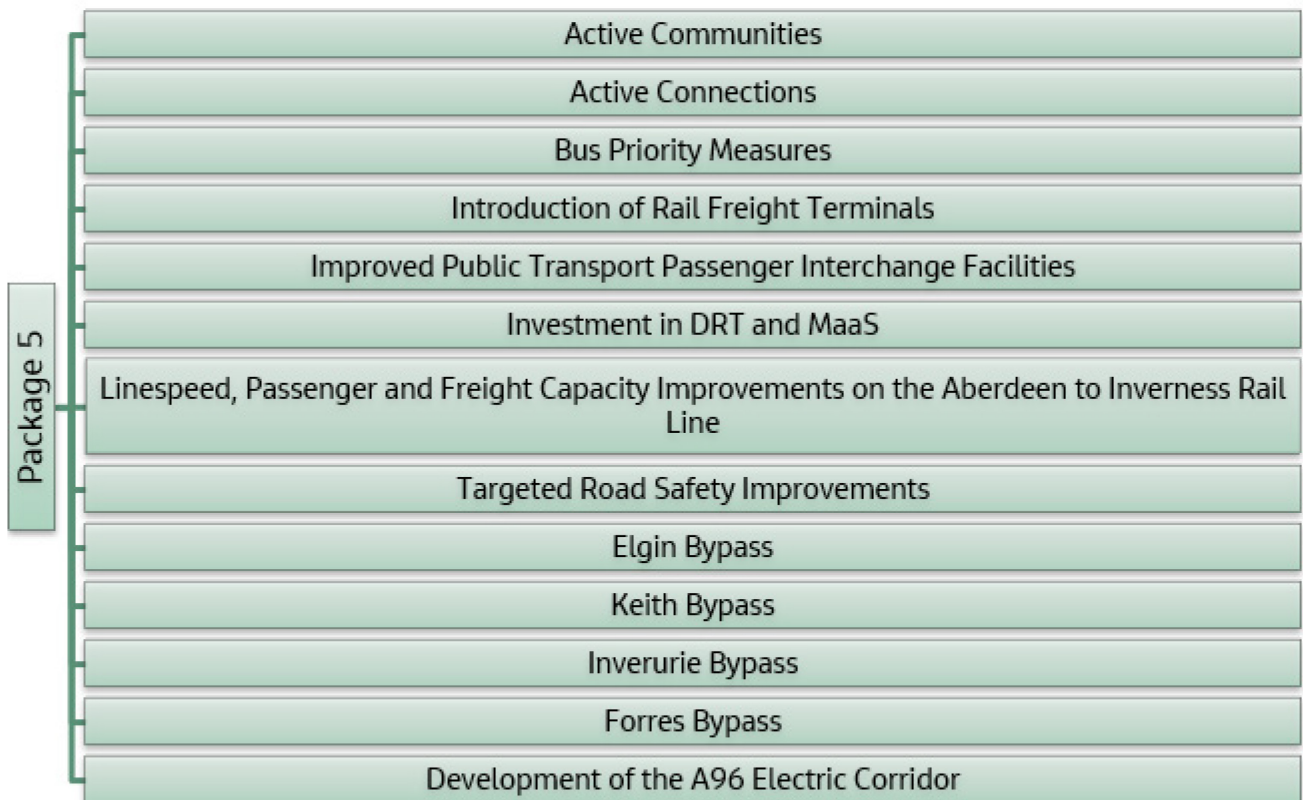 Package 5
Active Communities
Active Connections
Bus Priority Measures
Introduction of Rail Freight Terminals
Improved Public Transport Passenger Interchange Facilities
Investment in DRT and MaaS
Linespeed, Passenger and Freight Capacity Improvements on the Aberdeen to Inverness Rail
Line
Targeted Road Safety Improvements
Elgin Bypass
Keith Bypass
Inverurie Bypass
Forres Bypass
Development of the A96 Electric Corridor